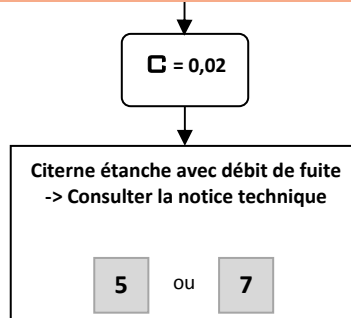 C = 0,02
Citerne étanche avec débit de fuite
-> Consulter la notice technique
5 ou 7